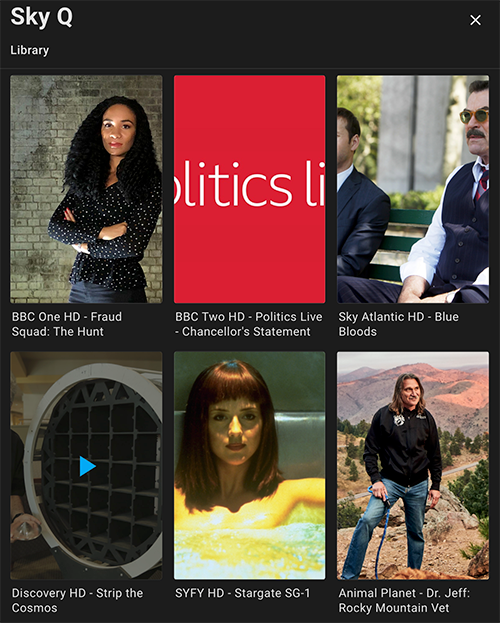 Sky Q
Library
olitics li
BBC One HD - Fraud
Squad: The Hunt
BBC Two HD - Politics Live
- Chancellor's Statement
Sky Atlantic HD - Blue
Bloods
Discovery HD - Strip the
Cosmos
SYFY HD - Stargate SG-1
Animal Planet - Dr. Jeff:
Rocky Mountain Vet